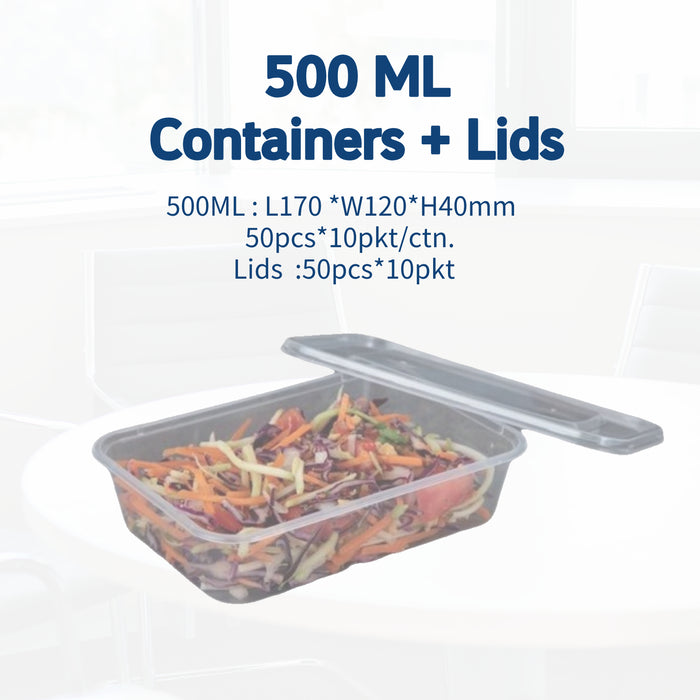 500 ML
Containers + Lids
500ML : L170 *W120*H40mm
50pcs*10pkt/ctn.
Lids :50pcs*10pkt